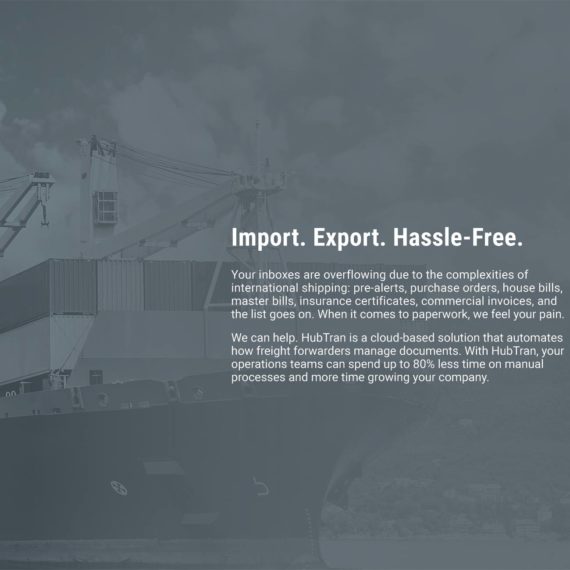 Import. Export. Hassle-Free.
Your inboxes are overflowing due to the complexities of
international shipping: pre-alerts, purchase orders, house bills,
master bills, insurance certificates, commercial invoices, and
the list goes on. When it comes to paperwork, we feel your pain.
We can help. HubTran is a cloud-based solution that automates
how freight forwarders manage documents. With HubTran, your
operations teams can spend up to 80% less time on manual
processes and more time growing your company.